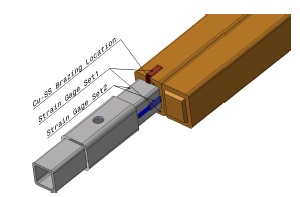 Cu.SS Brazing Location
Strain Gage Set1
Strain Gage Set2